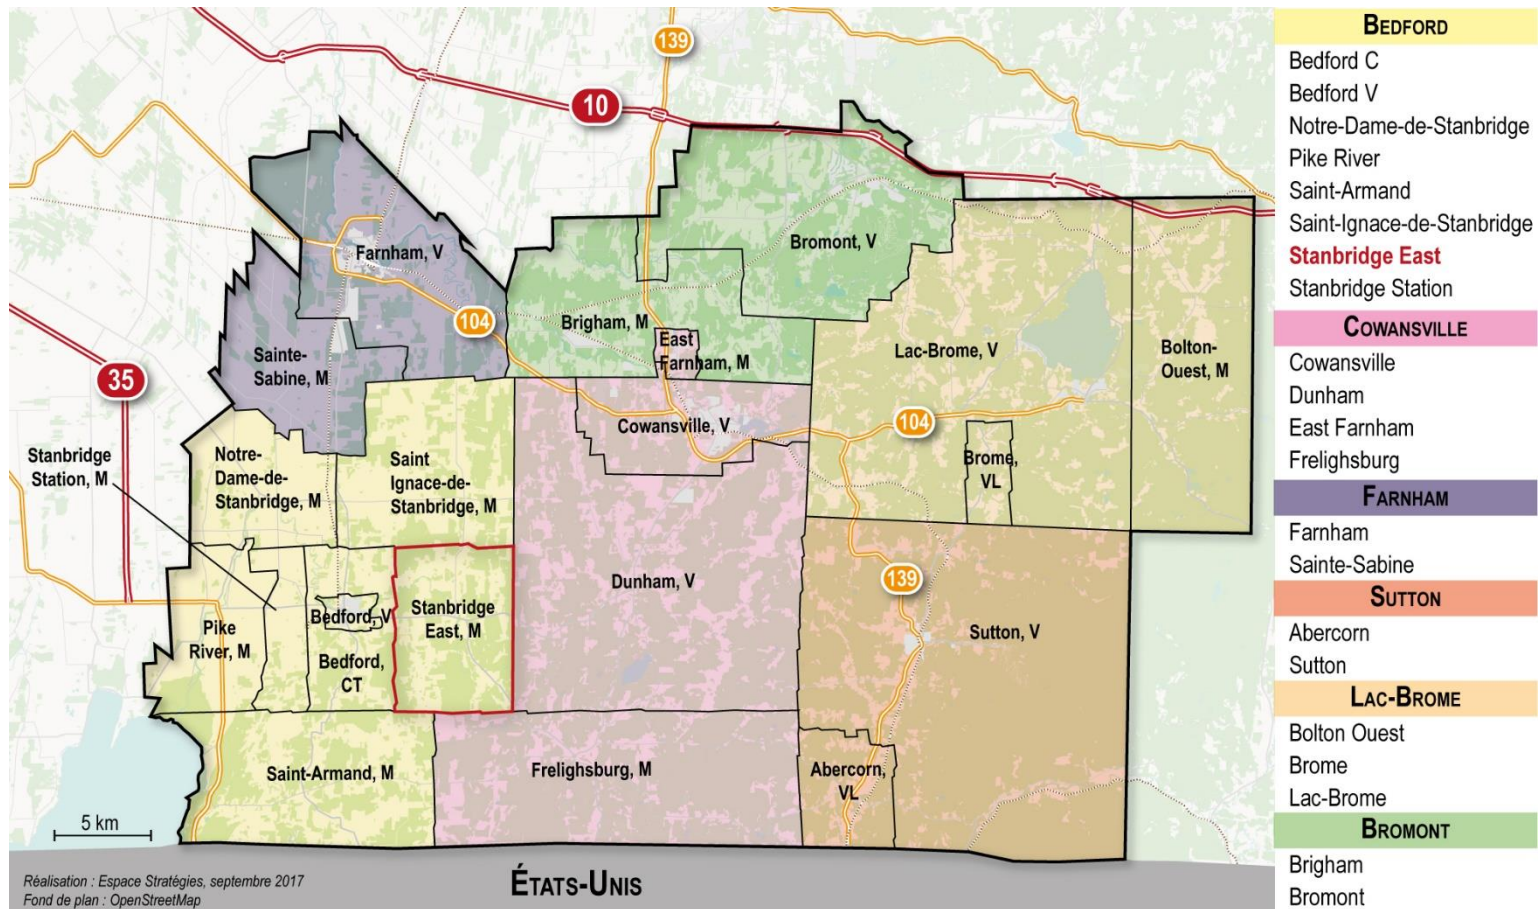 139
10
Farnham, V
Bromont, V
104
Brigham, M
East
Farnham, M
Lac-Brome, V
Bolton-
Ouest, M
Sainte-
Sabine, M
35
Cowansville, V
104
Stanbridge
Station, M
Notre-
Dame-de-
Stanbridge, M
Saint
Ignace-de-
Stanbridge, M
Brome,
VL
Dunham, V
139
Pike
River, M
Bedford, V
Bedford,
CT
Stanbridge
East, M
Sutton, V
Saint-Armand, M
Frelighsburg, M
Abercorn,
VL
5 km
ÉTATS-UNIS
Réalisation : Espace Stratégies, septembre 2017
Fond de plan : OpenStreetMap
BEDFORD
Bedford C
Bedford V
Notre-Dame-de-Stanbridge
Pike River
Saint-Armand
Saint-Ignace-de-Stanbridge
Stanbridge East
Stanbridge Station
COWANSVILLE
Cowansville
Dunham
East Farnham
Frelighsburg
FARNHAM
Farnham
Sainte-Sabine
SUTTON
Abercorn
Sutton
LAC-BROME
Bolton Ouest
Brome
Lac-Brome
BROMONT
Brigham
Bromont